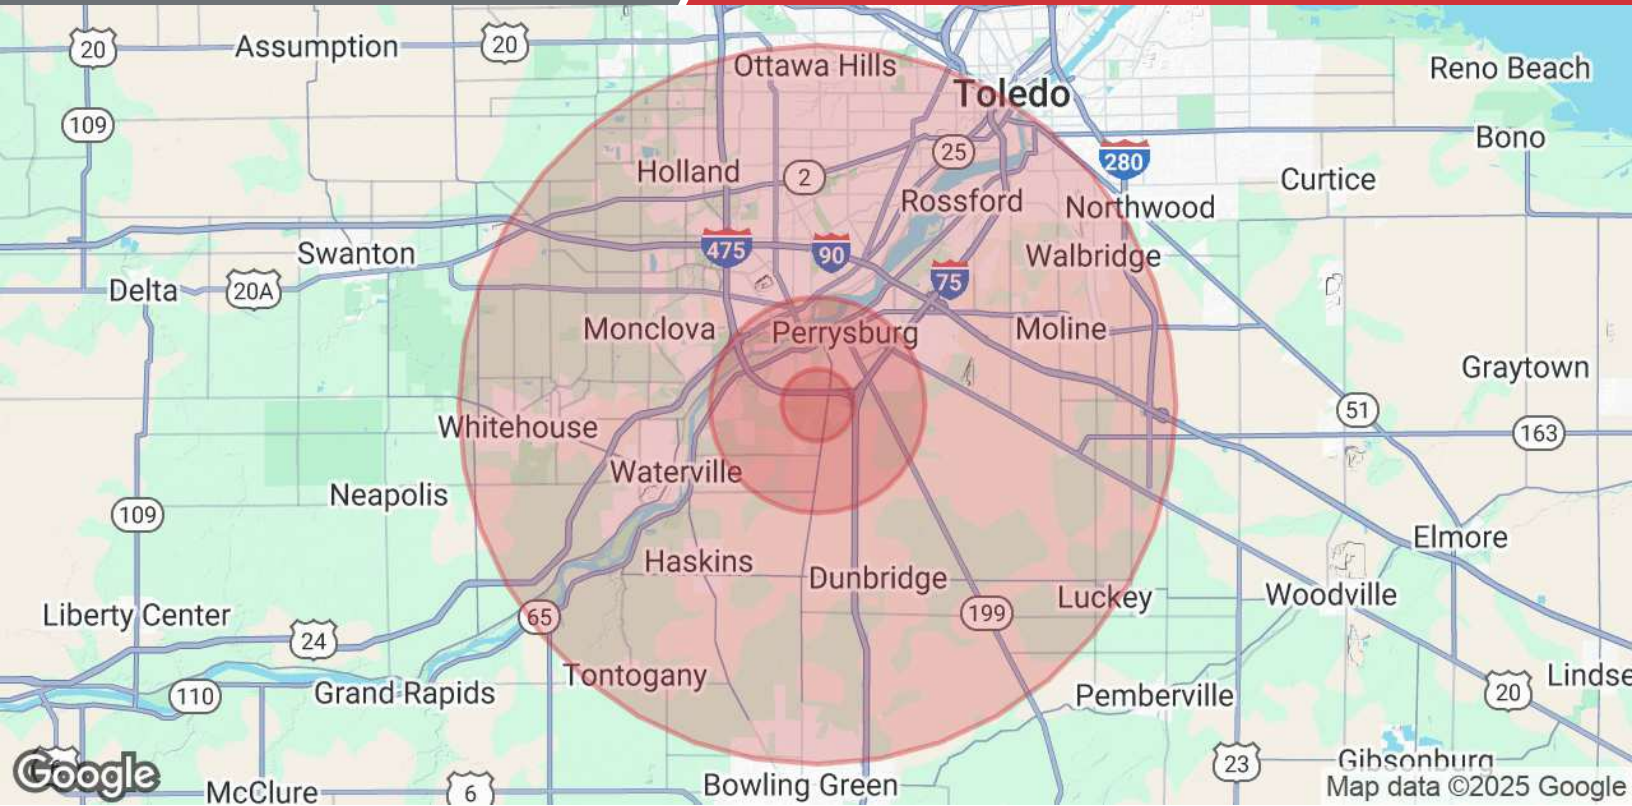 20
Assumption
20
Ottawa Hills
Toledo
Reno Beach
109
Bono
25
280
Holland
2
Curtice
Rossford
Northwood
475
90
Swanton
Walbridge
75
Delta
20A
Monclova
Perrysburg
Moline
Graytown
51
Whitehouse
163
Waterville
Neapolis
109
Elmore
Haskins
Dunbridge
Luckey
Woodville
Liberty Center
65
199
24
Tontogany
Lindse
110
Grand Rapids
Pemberville
20
Google
23
Gibsonburg
McClure
6
Bowling Green
Map data ©2025 Google